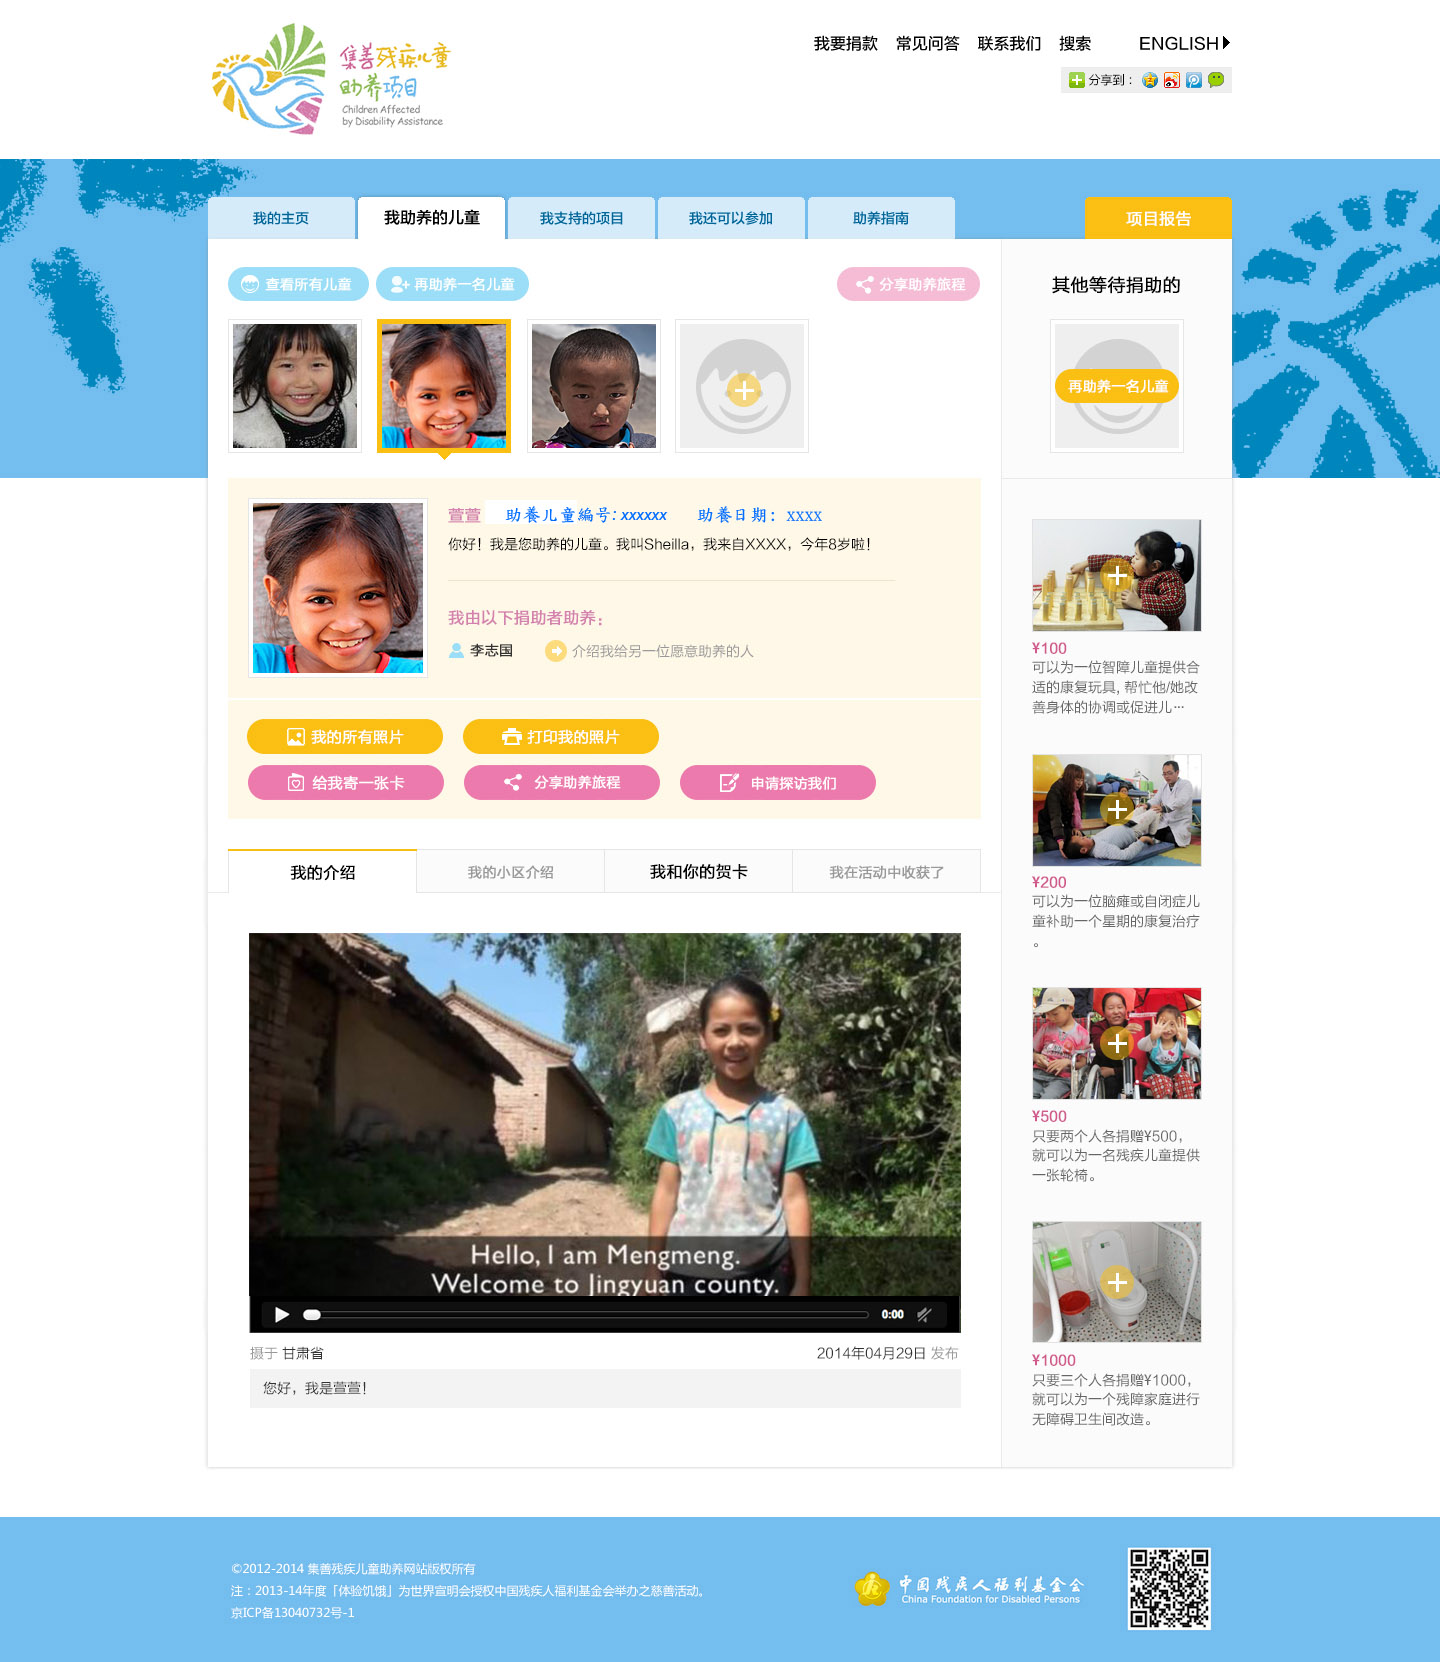 集善残疾儿童
助养项目
Children Affected
by Disability Assistance
我要捐款 常见问答 联系我们 搜索 ENGLISH
分享到：
我的主页 我助养的儿童 我支持的项目 我还可以参加 助养指南 项目报告
查看所有儿童 再助养一名儿童 分享助养旅程
其他等待捐助的
再助养一名儿童
萱萱 助養儿童编号: xxxxxx 助養日期： xxxx
你好！我是您助养的儿童。我叫Sheilla，我来自XXXX，今年8岁啦！
我由以下捐助者助养：
李志国 介绍我给另一位愿意助养的人
我的所有照片 打印我的照片
给我寄一张卡 分享助养旅程 申请探访我们
我的介绍 我的小区介绍 我和你的贺卡 我在活动中收获了
Hello, I am Mengmeng.
Welcome to Jingyuan county.
0:00
摄于 甘肃省 2014年04月29日 发布
您好，我是萱萱！
¥100
可以为一位智障儿童提供合
适的康复玩具, 帮忙他/她改
善身体的协调或促进儿…
¥200
可以为一位脑瘫或自闭症儿
童补助一个星期的康复治疗
。
¥500
只要两个人各捐赠¥500，
就可以为一名残疾儿童提供
一张轮椅。
¥1000
只要三个人各捐赠¥1000，
就可以为一个残障家庭进行
无障碍卫生间改造。
©2012-2014 集善残疾儿童助养网站版权所有
注：2013-14年度「体验饥饿」为世界宣明会授权中国残疾人福利基金会举办之慈善活动。
京ICP备13040732号-1
中国残疾人福利基金会
China Foundation for Disabled Persons